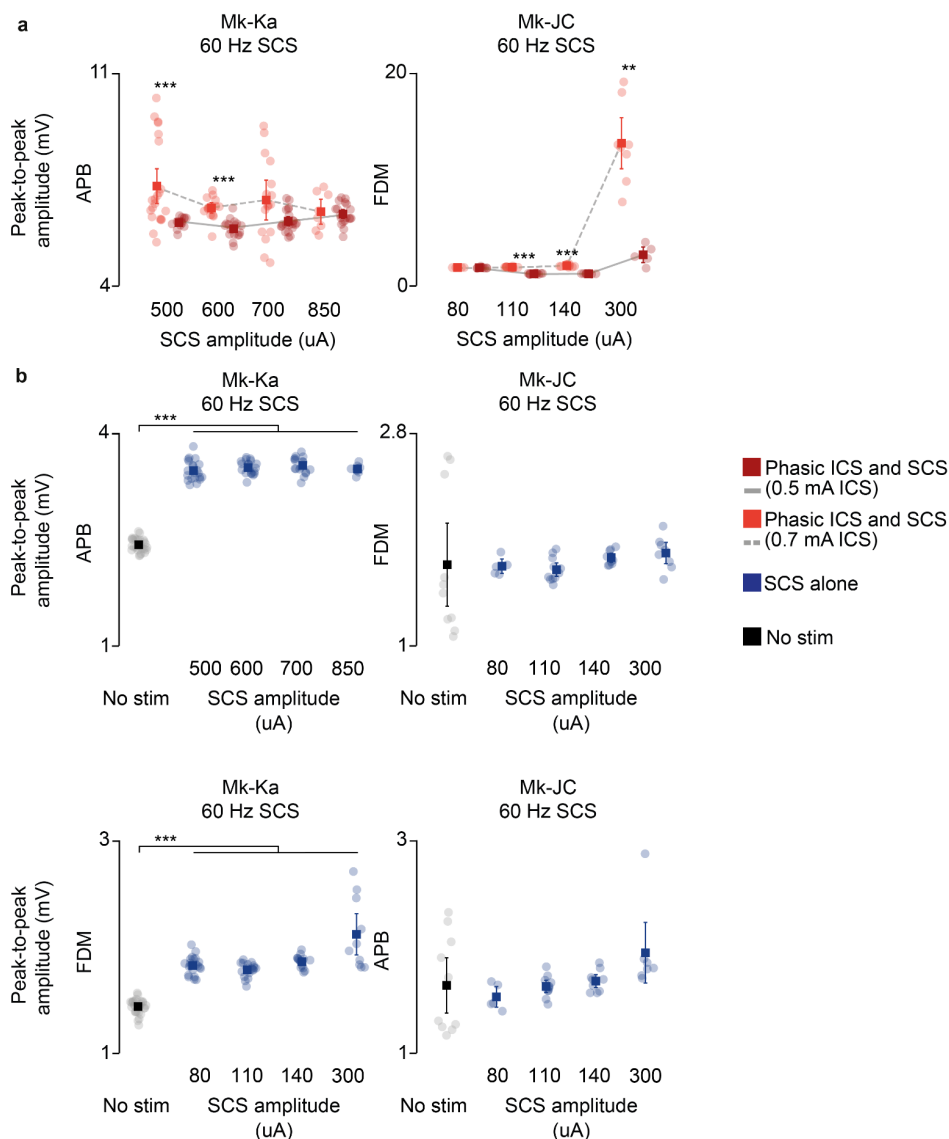 a
Mk-Ka
60 Hz SCS
Mk-JC
60 Hz SCS
Peak-to-peak
amplitude (mV)
APB
11
4
***
***
500 600 700 850
SCS amplitude (uA)
FDM
20
0
***
***
**
80 110 140 300
SCS amplitude (uA)
b
Mk-Ka
60 Hz SCS
Mk-JC
60 Hz SCS
Peak-to-peak
amplitude (mV)
APB
4
1
***
500 600 700 850
No stim
SCS amplitude
(uA)
FDM
2.8
1
80 110 140 300
No stim
SCS amplitude
(uA)
Phasic ICS and SCS
(0.5 mA ICS)
Phasic ICS and SCS
(0.7 mA ICS)
SCS alone
No stim
Mk-Ka
60 Hz SCS
Mk-JC
60 Hz SCS
Peak-to-peak
amplitude (mV)
FDM
3
1
***
80 110 140 300
No stim
SCS amplitude
(uA)
APB
3
1
80 110 140 300
No stim
SCS amplitude
(uA)